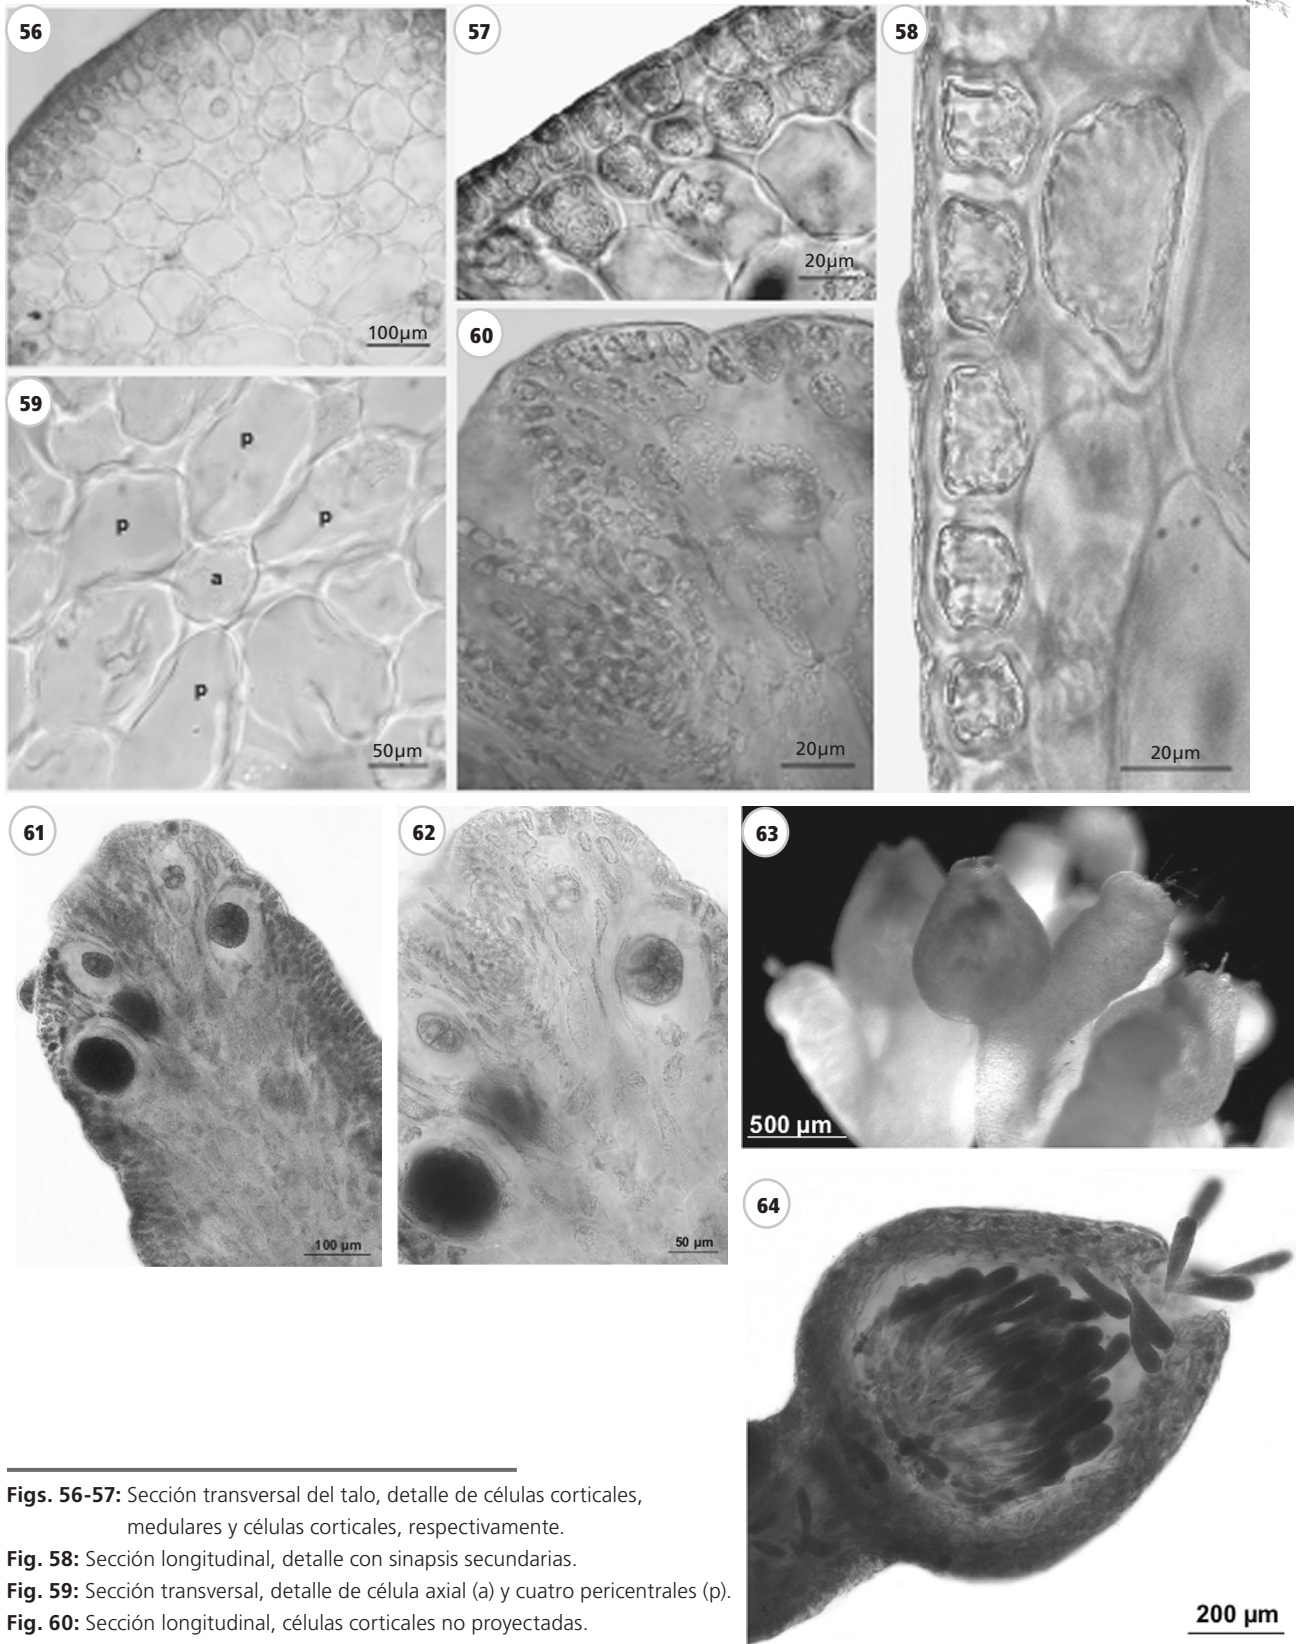 56
57
58
100µm
20µm
59
60
p
p
p
a
p
50µm
20µm
20µm
61
62
63
100 µm
50 µm
500 µm
64
200 µm
Figs. 56-57: Sección transversal del talo, detalle de células corticales,
medulares y células corticales, respectivamente.
Fig. 58: Sección longitudinal, detalle con sinapsis secundarias.
Fig. 59: Sección transversal, detalle de célula axial (a) y cuatro pericentrales (p).
Fig. 60: Sección longitudinal, células corticales no proyectadas.